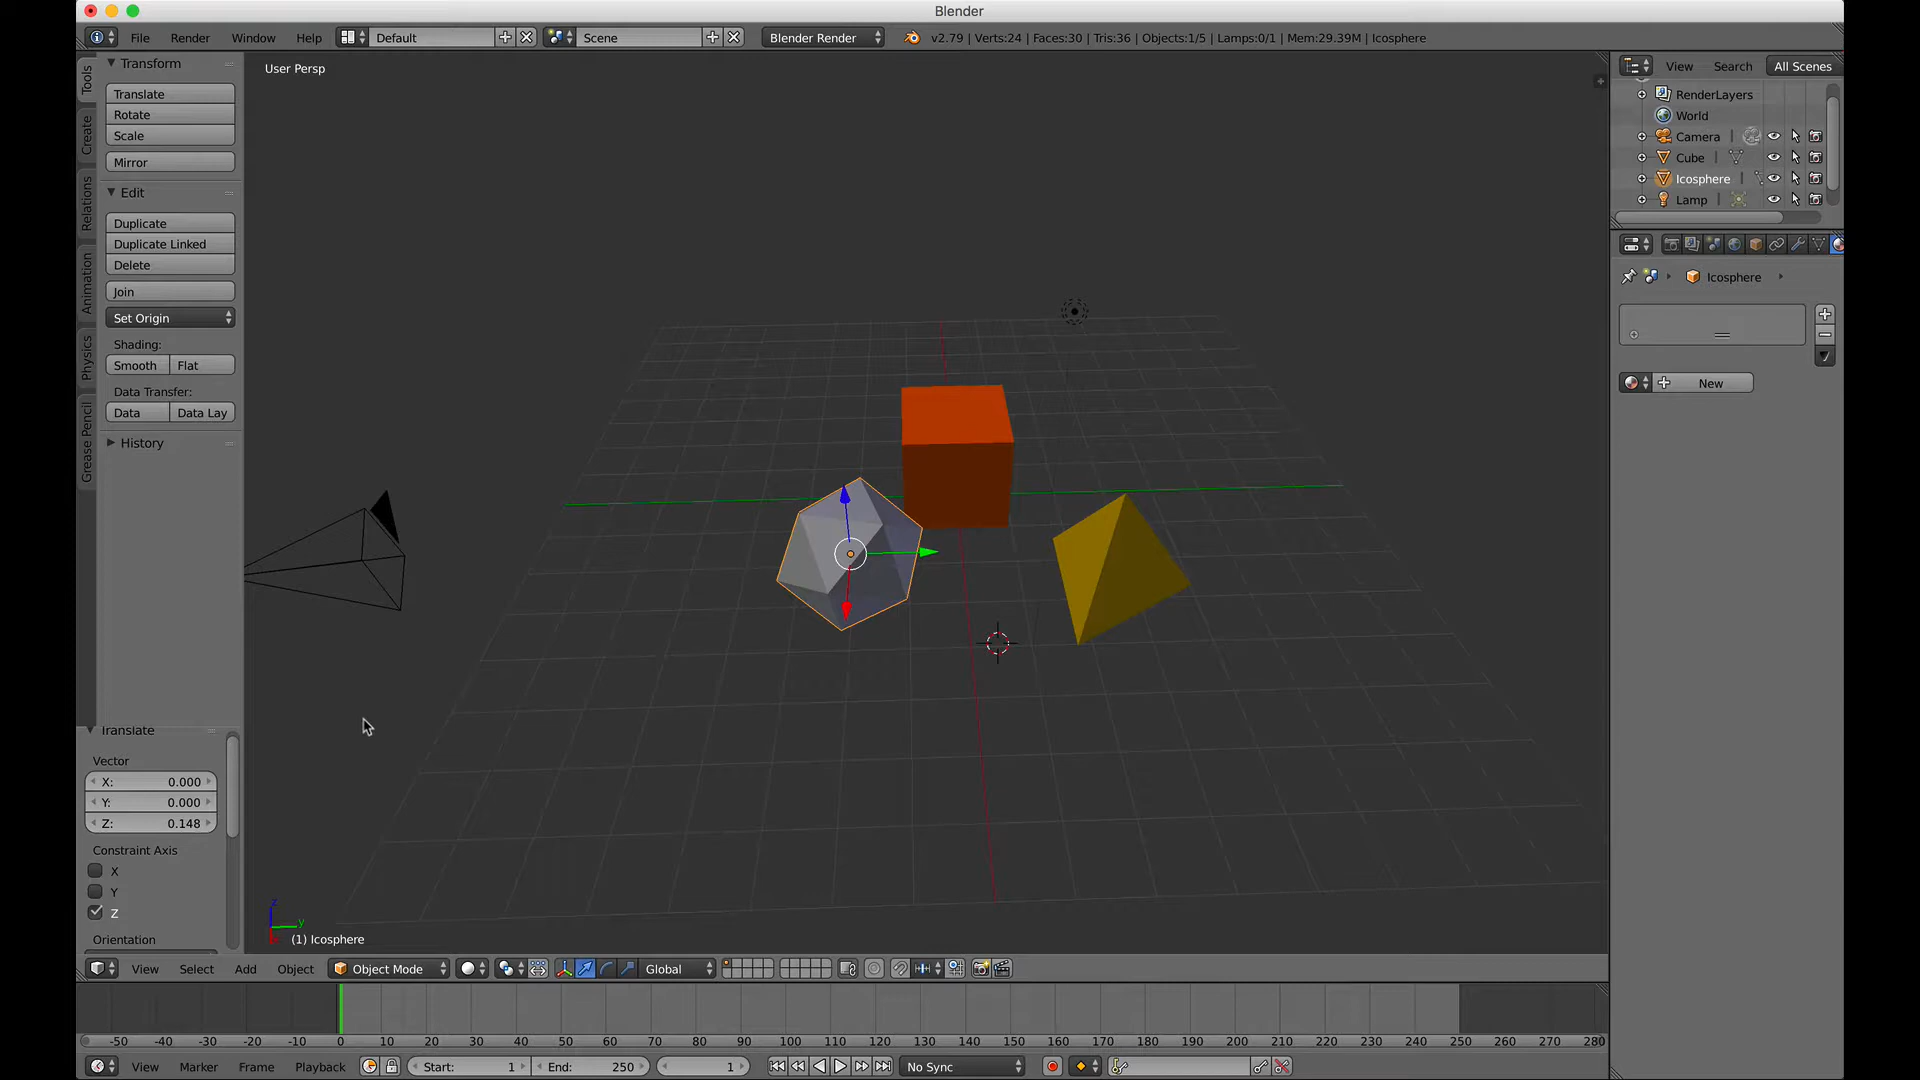 Blender
File Render Window Help Default Scene Blender Render v2.79 | Verts:24 | Faces:30 | Tris:36 | Objects:1/5 | Lamps:0/1 | Mem:29.39M | Icosphere
Tools
Create
Relations
Animation
Physics
Grease Pencil
Transform
Translate
Rotate
Scale
Mirror
Edit
Duplicate
Duplicate Linked
Delete
Join
Set Origin
Shading:
Smooth Flat
Data Transfer:
Data Data Lay
History
Translate
Vector
X: 0.000
Y: 0.000
Z: 0.148
Constraint Axis
X
Y
Z
Orientation
User Persp
z
y
(1) Icosphere
View Search All Scenes
RenderLayers
World
Camera
Cube
Icosphere
Lamp
Icosphere
New
View Select Add Object Object Mode Global
-50 -40 -30 -20 -10 0 10 20 30 40 50 60 70 80 90 100 110 120 130 140 150 160 170 180 190 200 210 220 230 240 250 260 270 280
View Marker Frame Playback Start: 1 End: 250 1 No Sync